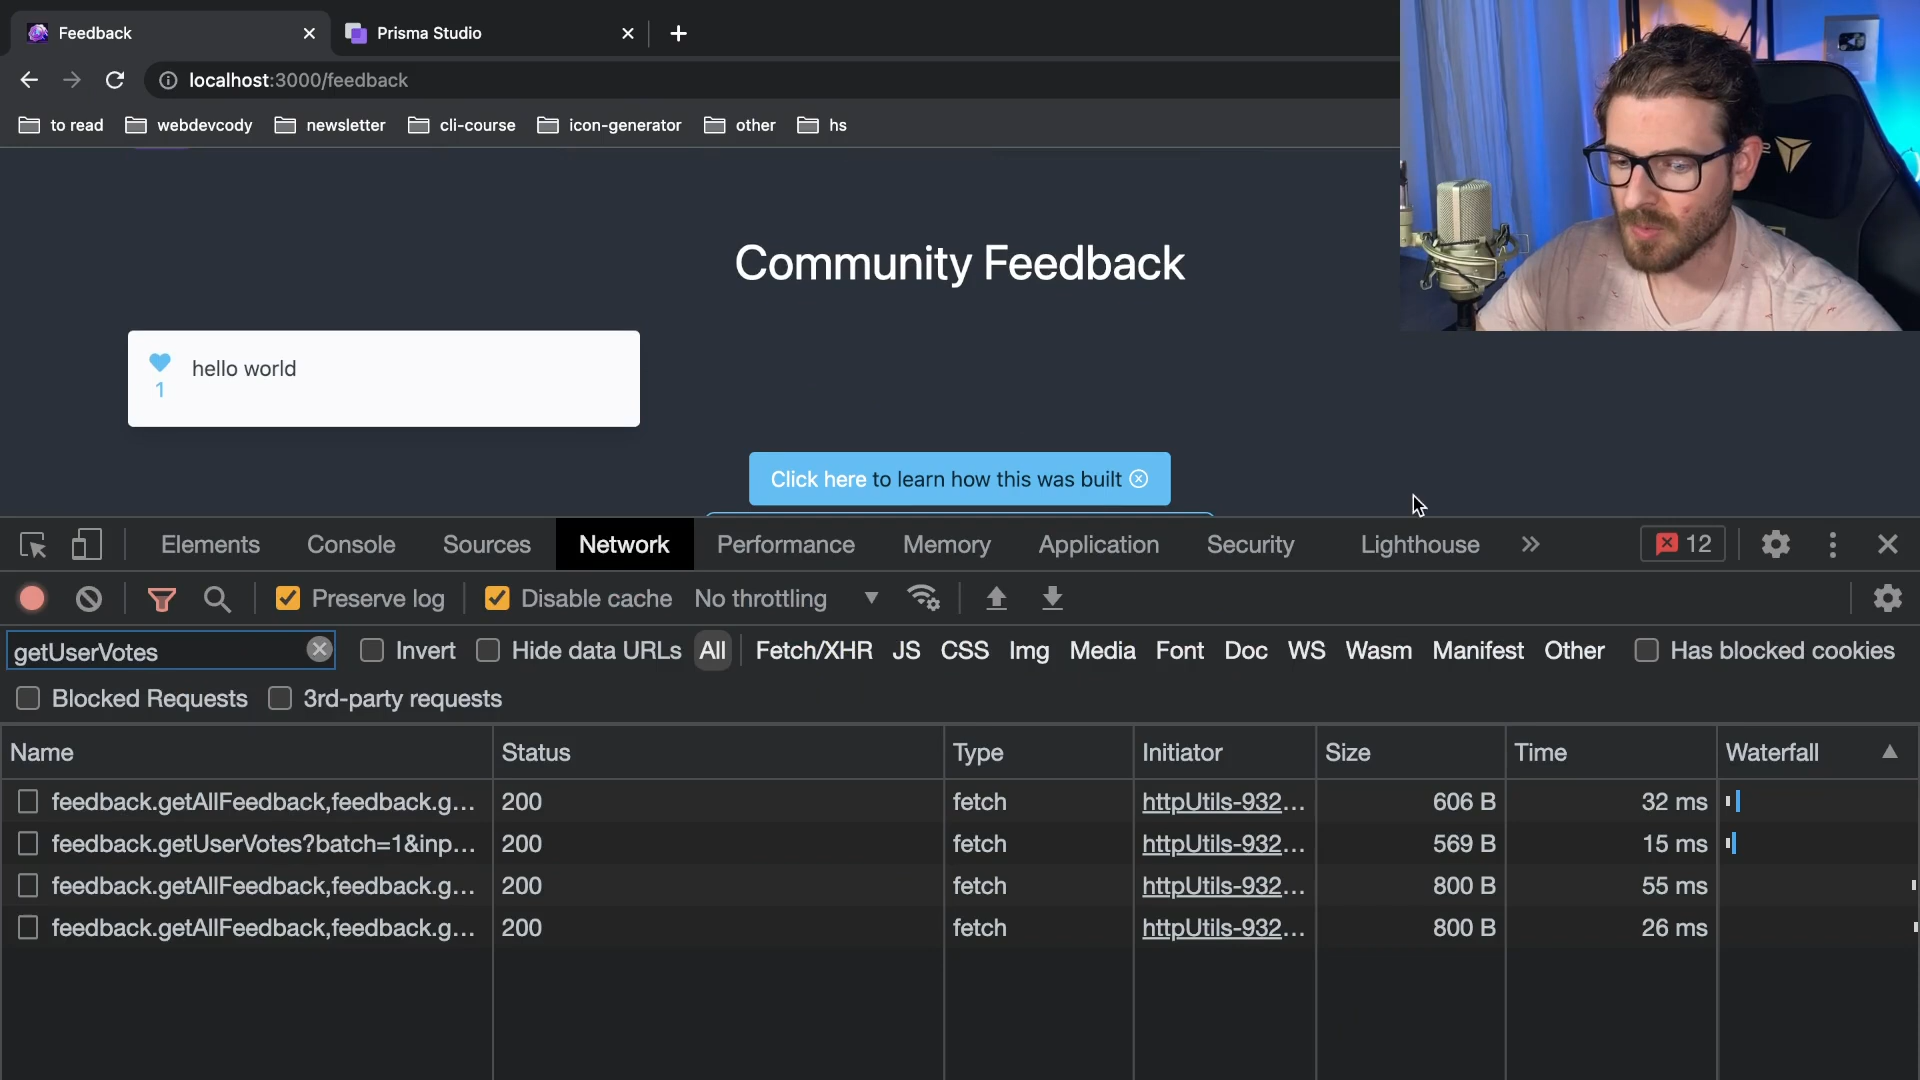 Feedback
Prisma Studio
localhost:3000/feedback
to read webdevcody newsletter cli-course icon-generator other hs
Community Feedback
hello world
1
Click here to learn how this was built
Elements Console Sources Network Performance Memory Application Security Lighthouse 12
Preserve log Disable cache No throttling
getUserVotes Invert Hide data URLs All Fetch/XHR JS CSS Img Media Font Doc WS Wasm Manifest Other Has blocked cookies
Blocked Requests 3rd-party requests
Name Status Type Initiator Size Time Waterfall
feedback.getAllFeedback,feedback.g... 200 fetch httpUtils-932... 606 B 32 ms
feedback.getUserVotes?batch=1&inp... 200 fetch httpUtils-932... 569 B 15 ms
feedback.getAllFeedback,feedback.g... 200 fetch httpUtils-932... 800 B 55 ms
feedback.getAllFeedback,feedback.g... 200 fetch httpUtils-932... 800 B 26 ms